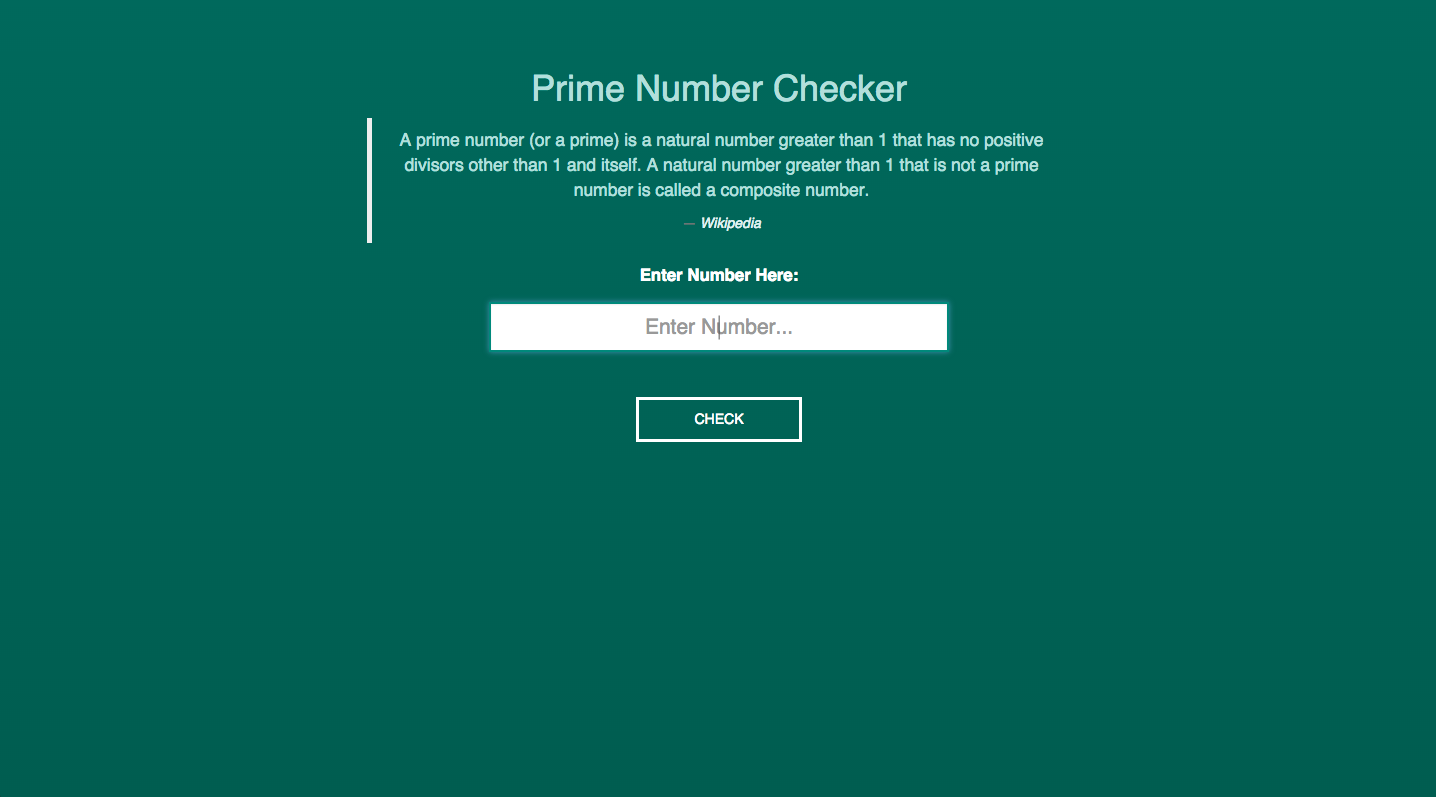 Prime Number Checker
A prime number (or a prime) is a natural number greater than 1 that has no positive
divisors other than 1 and itself. A natural number greater than 1 that is not a prime
number is called a composite number.
— Wikipedia
Enter Number Here:
Enter Number...
CHECK